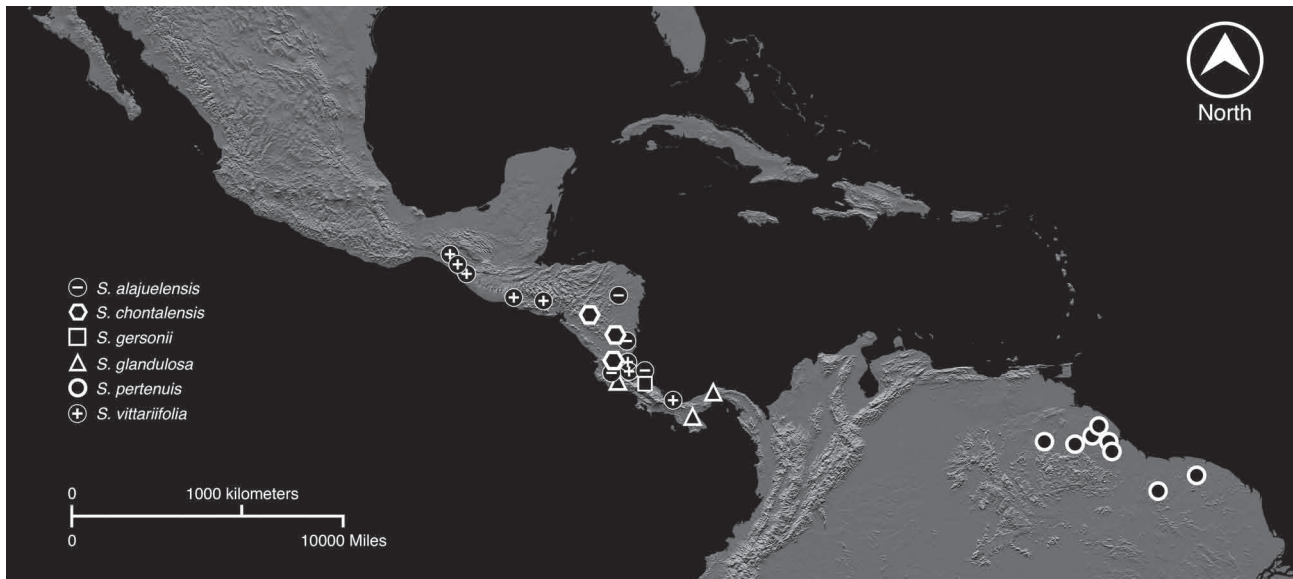 North
S. alajuelensis
S. chontalensis
S. gersonii
S. glandulosa
S. pertenuis
S. vittariifolia
0 1000 kilometers
0 10000 Miles